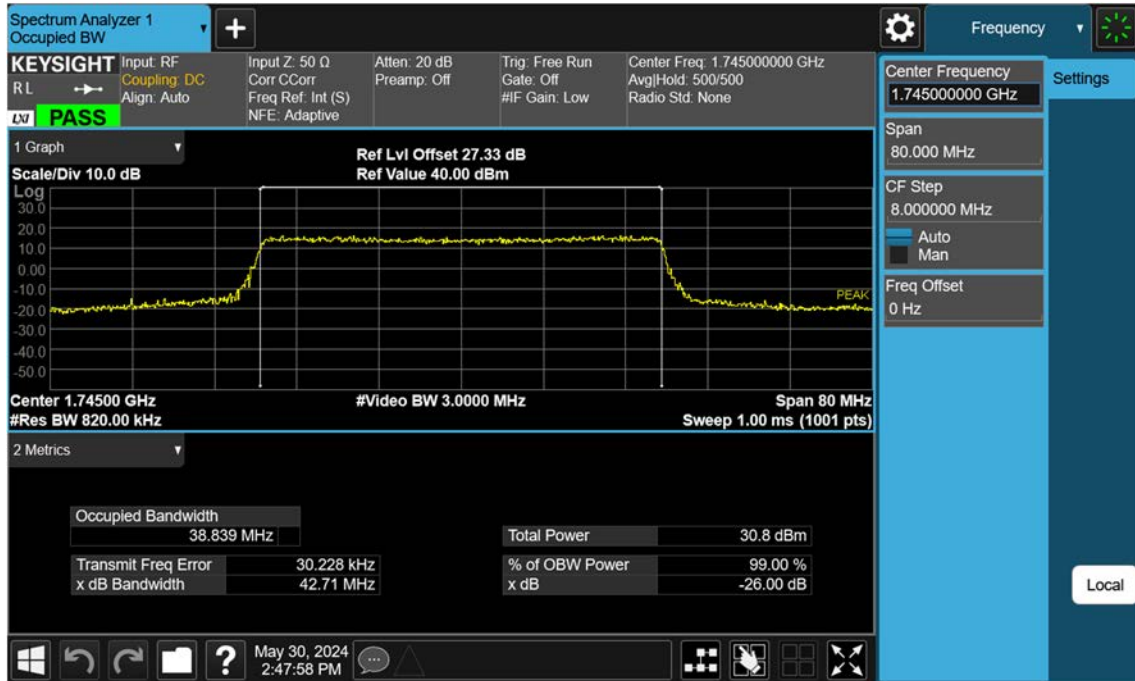 Spectrum Analyzer 1
Occupied BW
Frequency
KEYSIGHT
R L
LXI PASS
Input: RF
Coupling: DC
Align: Auto
Input Z: 50 Ω
Corr CCorr
Freq Ref: Int (S)
NFE: Adaptive
Atten: 20 dB
Preamp: Off
Trig: Free Run
Gate: Off
#IF Gain: Low
Center Freq: 1.745000000 GHz
Avg|Hold: 500/500
Radio Std: None
Center Frequency
1.745000000 GHz
Settings
Span
80.000 MHz
CF Step
8.000000 MHz
Auto
Man
Freq Offset
0 Hz
Local
1 Graph
Scale/Div 10.0 dB
Ref Lvl Offset 27.33 dB
Ref Value 40.00 dBm
Log
30.0
20.0
10.0
0.00
-10.0
-20.0
-30.0
-40.0
-50.0
PEAK
Center 1.74500 GHz
#Video BW 3.0000 MHz
Span 80 MHz
#Res BW 820.00 kHz
Sweep 1.00 ms (1001 pts)
2 Metrics
Occupied Bandwidth
38.839 MHz
Total Power 30.8 dBm
Transmit Freq Error 30.228 kHz
% of OBW Power 99.00 %
x dB Bandwidth 42.71 MHz
x dB -26.00 dB
?
May 30, 2024
2:47:58 PM